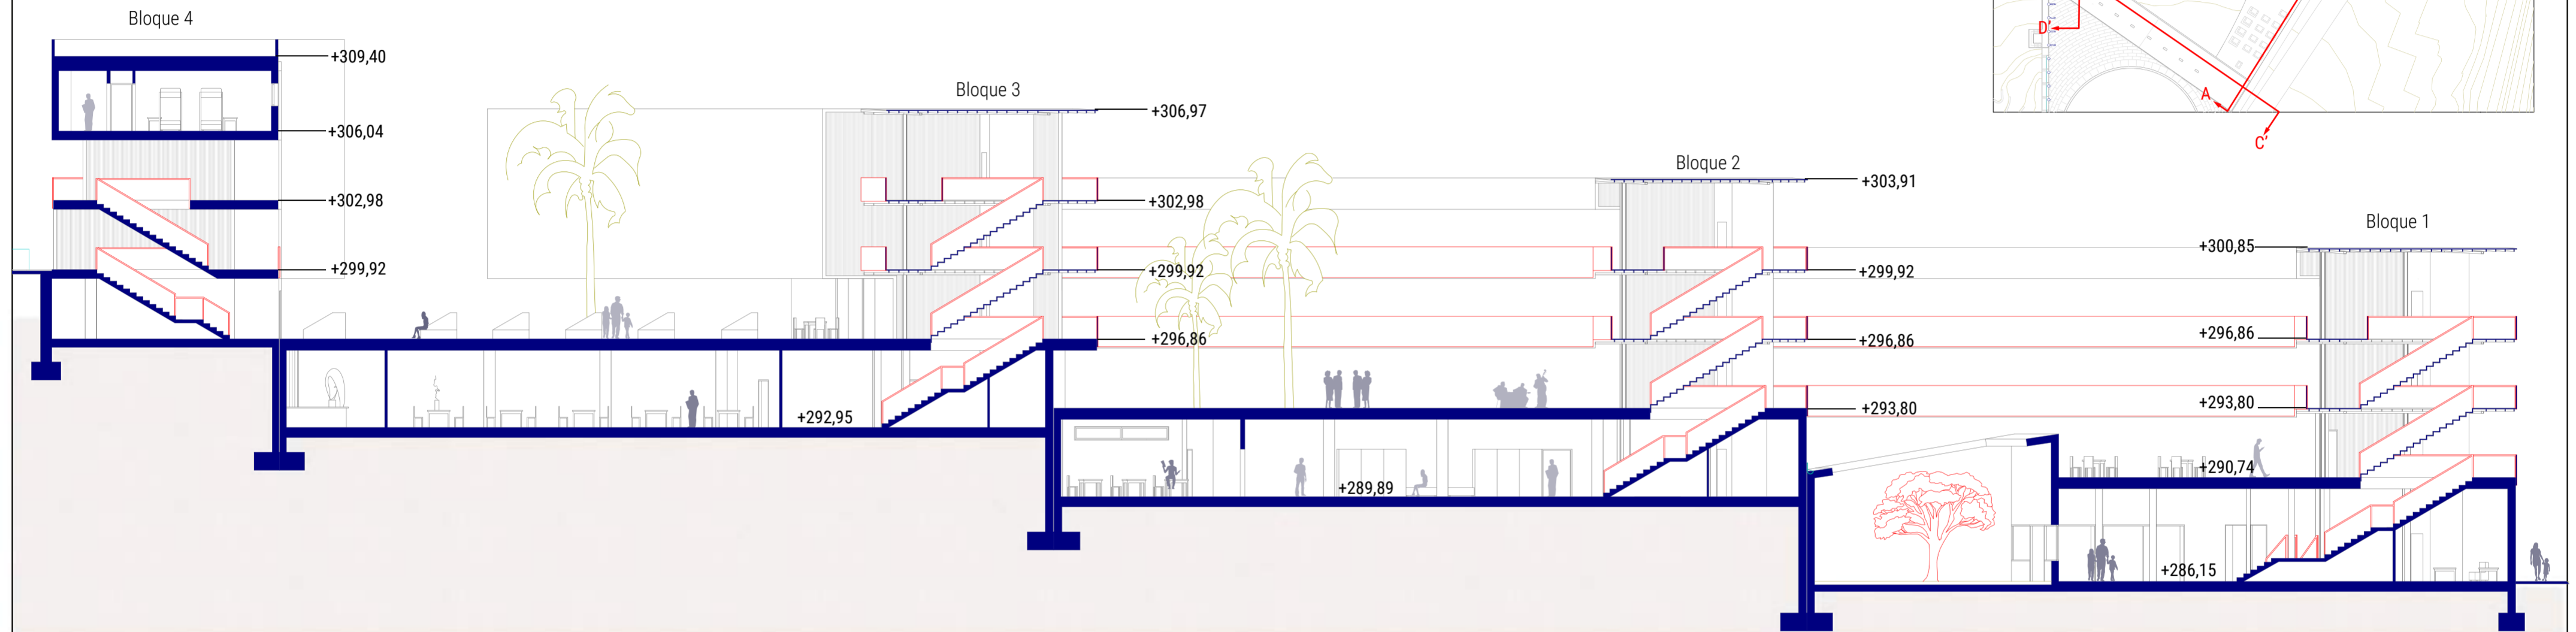 Bloque 4
+309,40
+306,04
+302,98
+299,92
Bloque 3
+306,97
+302,98
+299,92
+296,86
+292,95
Bloque 2
+303,91
+299,92
+296,86
+293,80
+289,89
Bloque 1
+300,85
+296,86
+293,80
+290,74
+286,15
D'
A
C'